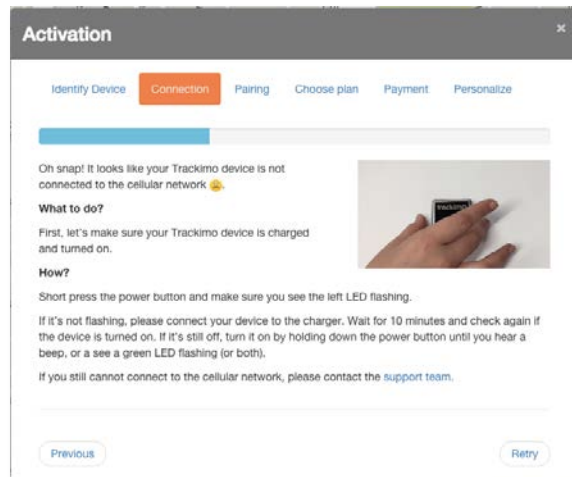 Activation
×
Identify Device Connection Pairing Choose plan Payment Personalize
Oh snap! It looks like your Trackimo device is not
connected to the cellular network 😩.
What to do?
First, let's make sure your Trackimo device is charged
and turned on.
How?
Short press the power button and make sure you see the left LED flashing.
If it's not flashing, please connect your device to the charger. Wait for 10 minutes and check again if
the device is turned on. If it's still off, turn it on by holding down the power button until you hear a
beep, or a see a green LED flashing (or both).
If you still cannot connect to the cellular network, please contact the support team.
Previous Retry